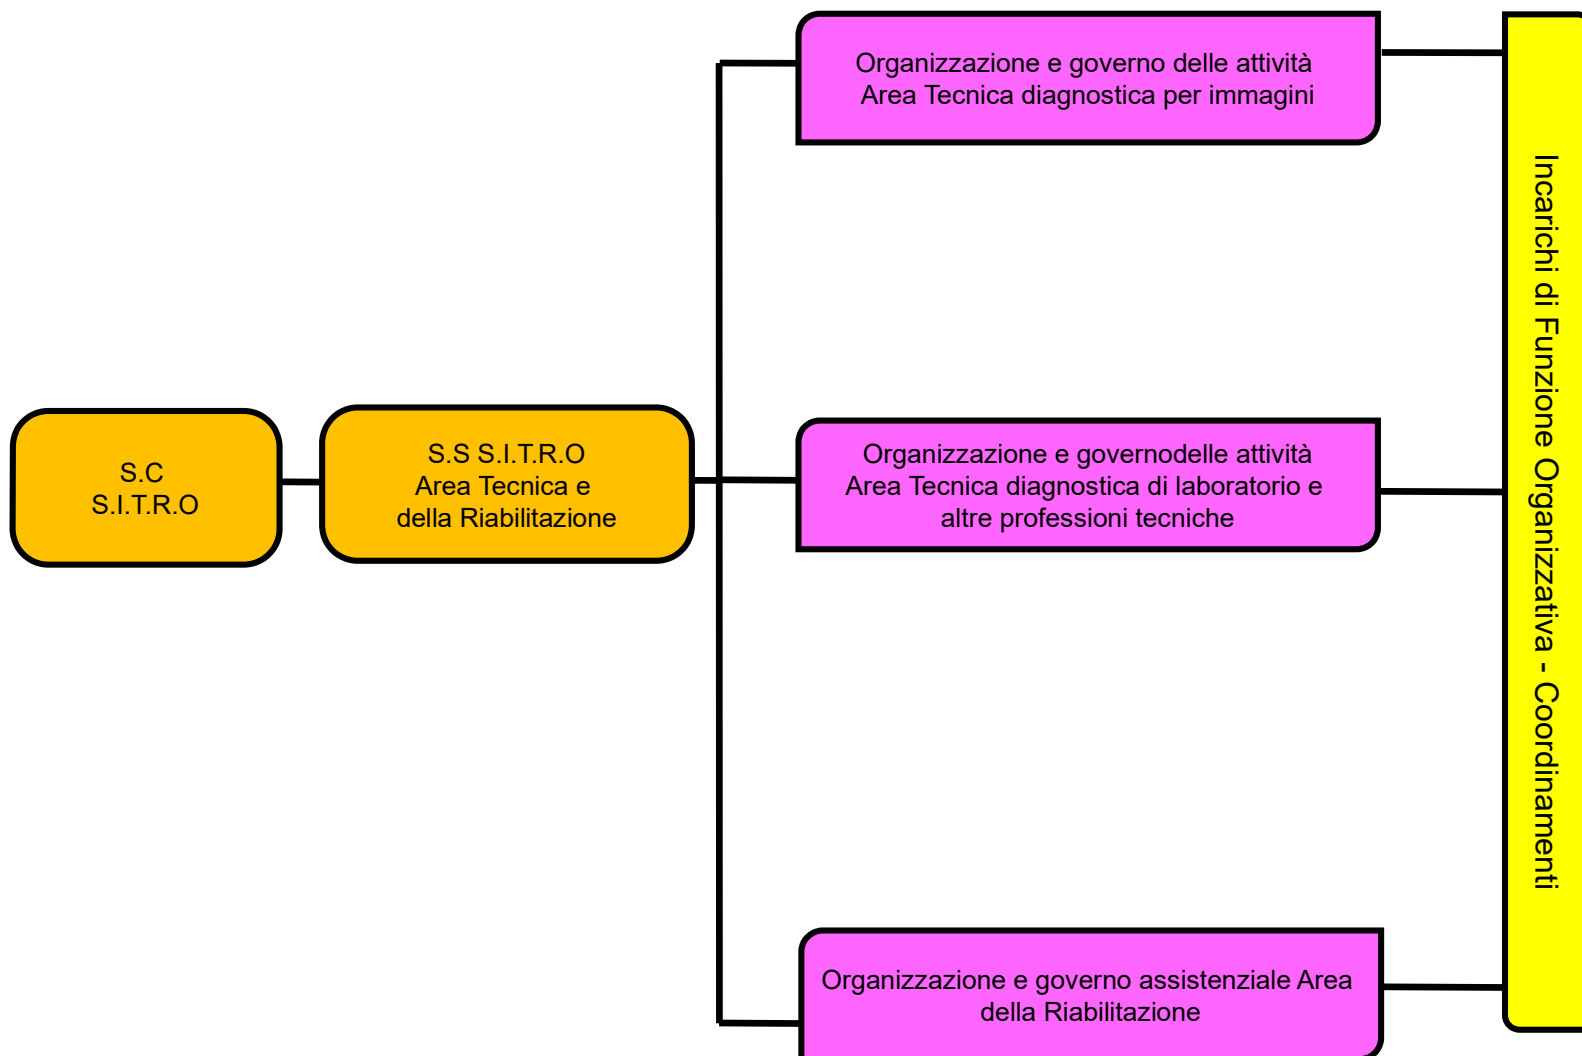 Organizzazione e governo delle attività
Area Tecnica diagnostica per immagini
S.C
S.I.T.R.O
S.S S.I.T.R.O
Area Tecnica e
della Riabilitazione
Organizzazione e governodelle attività
Area Tecnica diagnostica di laboratorio e
altre professioni tecniche
Organizzazione e governo assistenziale Area
della Riabilitazione
Incarichi di Funzione Organizzativa - Coordinamenti